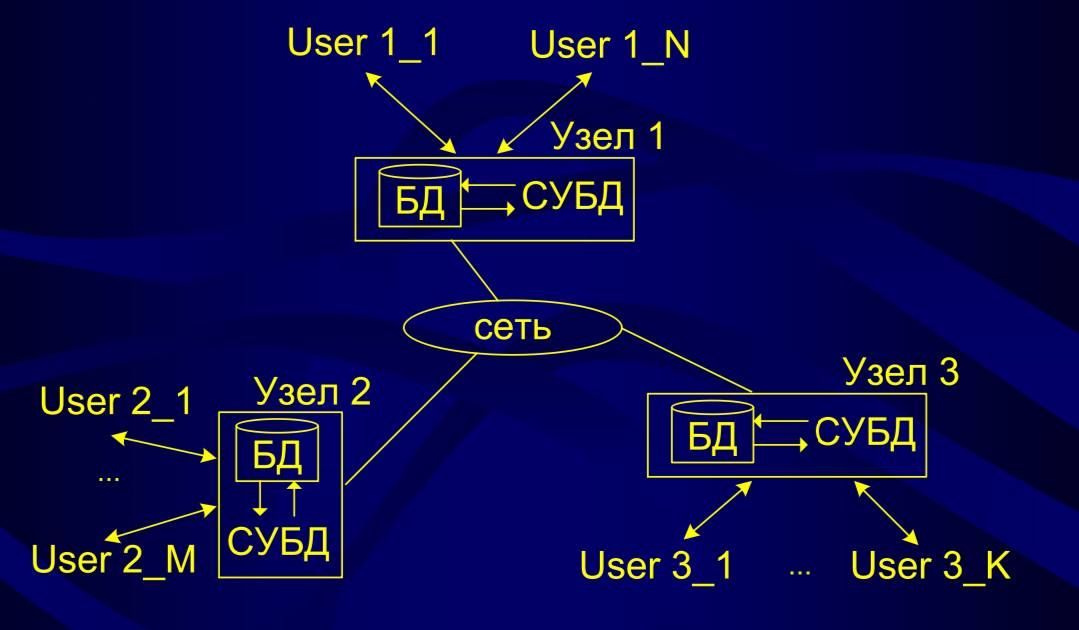 User 1_1 User 1_N
Узел 1
БД СУБД
сеть
Узел 2
User 2_1
БД
...
СУБД
User 2_M
Узел 3
БД СУБД
User 3_1 ... User 3_K